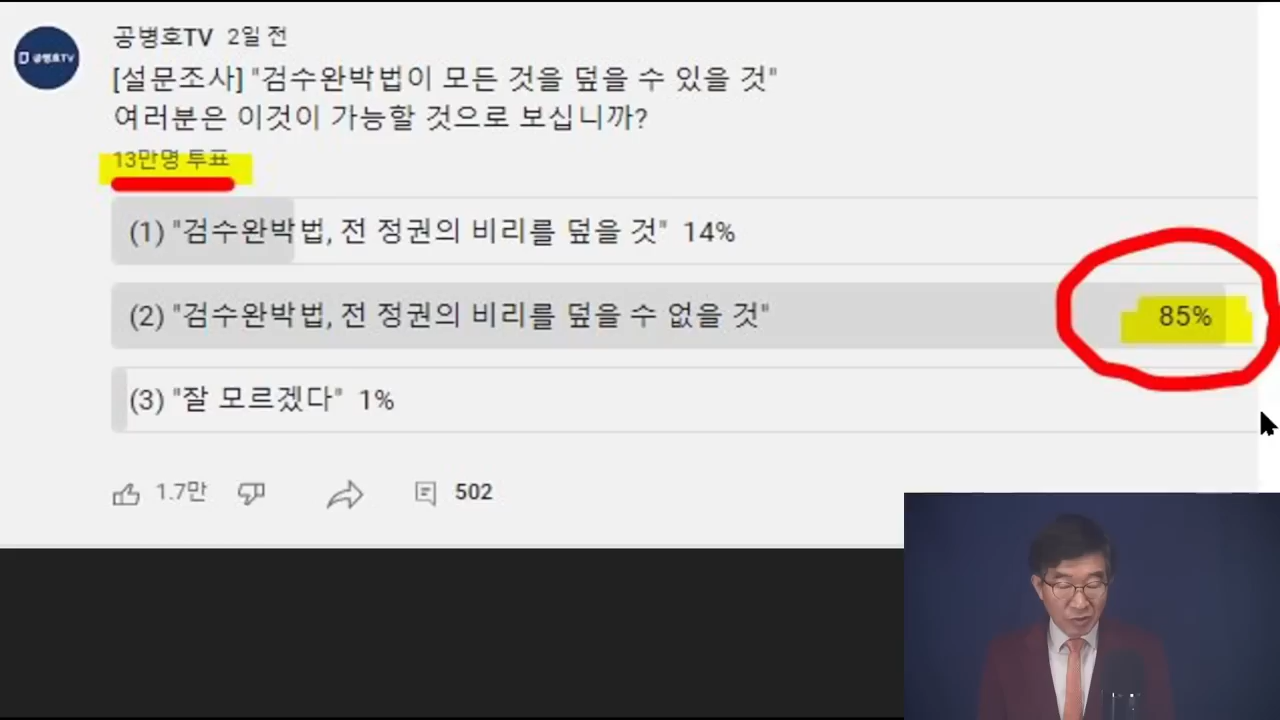 공병호TV
공병호TV 2일 전
[설문조사] "검수완박법이 모든 것을 덮을 수 있을 것"
여러분은 이것이 가능할 것으로 보십니까?
13만명 투표
(1) "검수완박법, 전 정권의 비리를 덮을 것" 14%
(2) "검수완박법, 전 정권의 비리를 덮을 수 없을 것" 85%
(3) "잘 모르겠다" 1%
1.7만 502